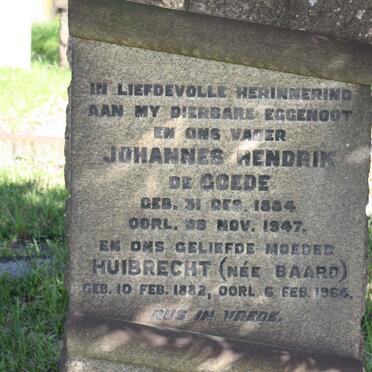 IN LIEFDEVOLLE HERINNERING
AAN MY DIERBARE EGGENOOT
EN ONS VADER
JOHANNES HENDRIK
DE GOEDE
GEB. 31 DES. 1884
OORL. 29 NOV. 1947.
EN ONS GELIEFDE MOEDER
HUIBRECHT (NÉE BAARD)
GEB. 10 FEB. 1882, OORL 6 FEB. 1964.
RUS IN VREDE.